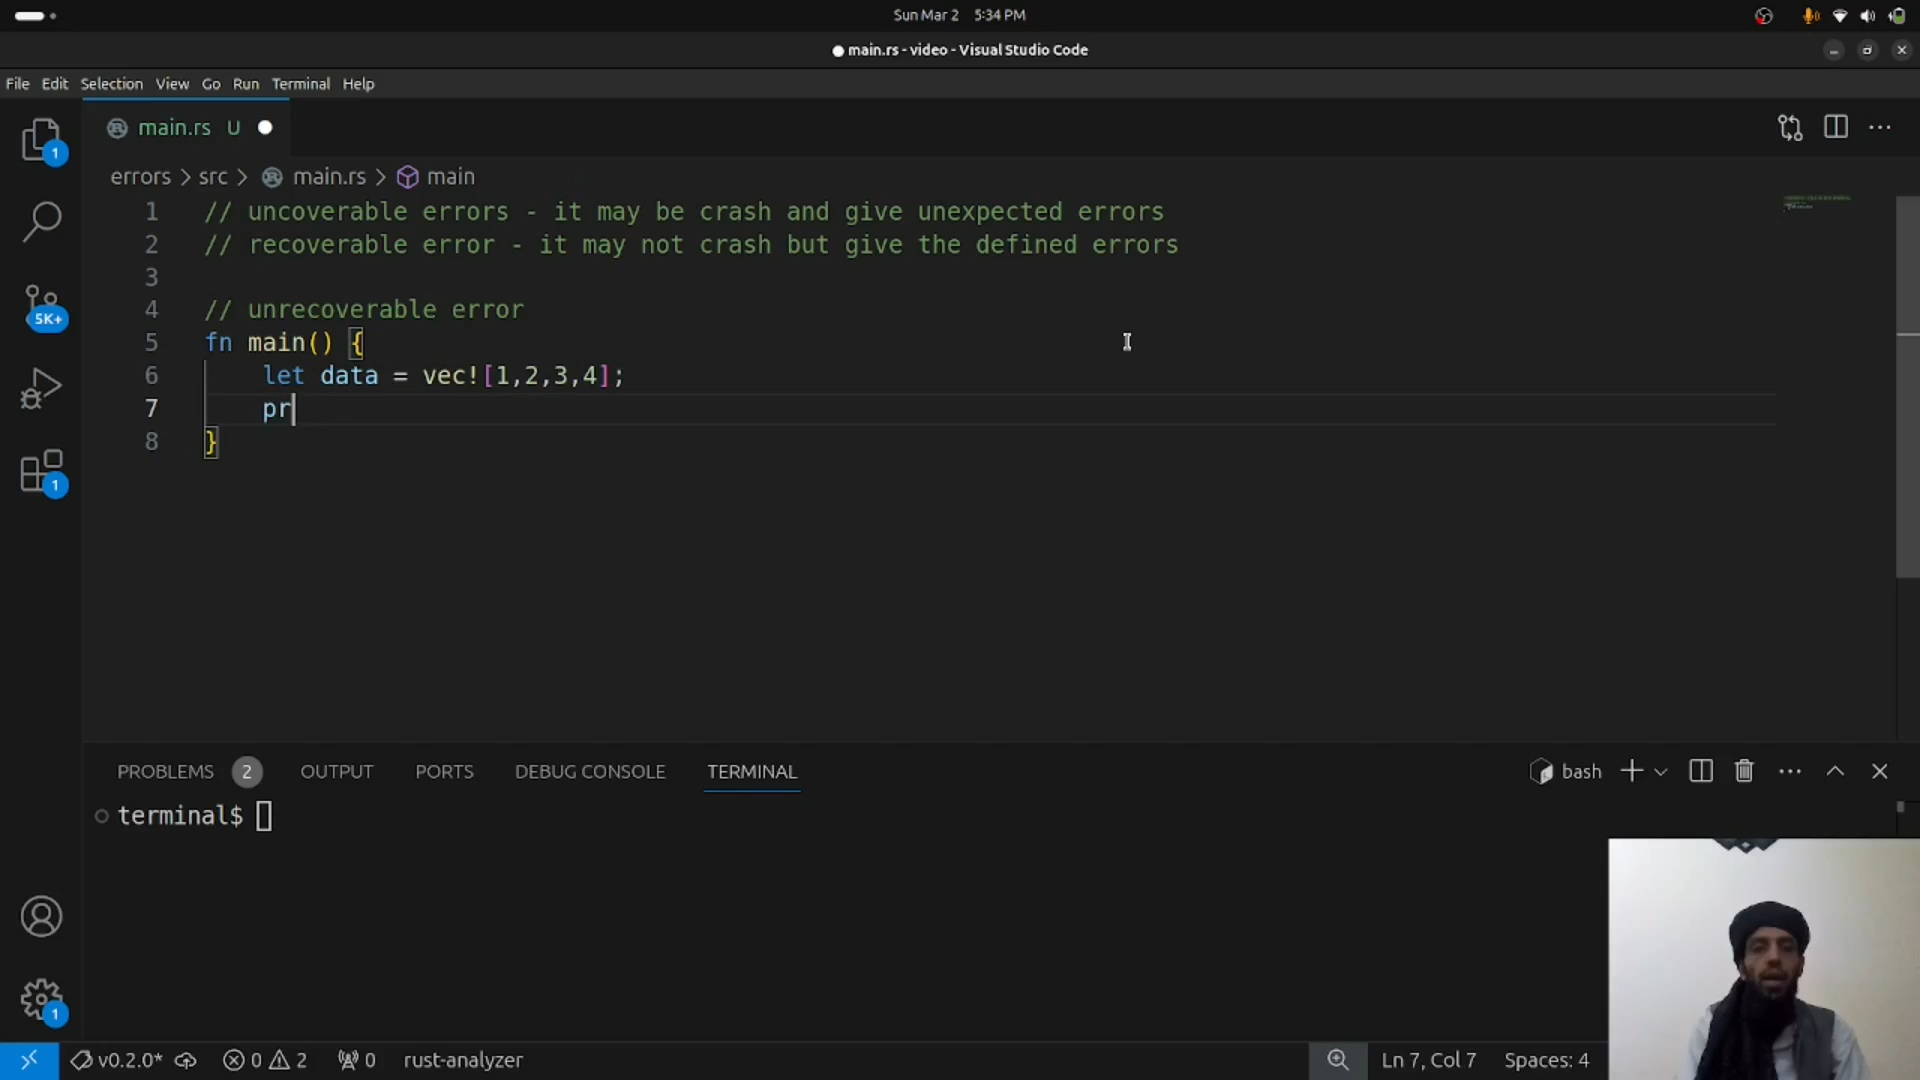 Sun Mar 2 5:34 PM
● main.rs - video - Visual Studio Code
File Edit Selection View Go Run Terminal Help
main.rs U
errors > src > main.rs > main
1 // uncoverable errors - it may be crash and give unexpected errors
2 // recoverable error - it may not crash but give the defined errors
3
4 // unrecoverable error
5 fn main() {
6 let data = vec![1,2,3,4];
7 pr
8 }
1
5K+
1
PROBLEMS 2 OUTPUT PORTS DEBUG CONSOLE TERMINAL bash
terminal$
1
v0.2.0* 0 2 0 rust-analyzer Ln 7, Col 7 Spaces: 4